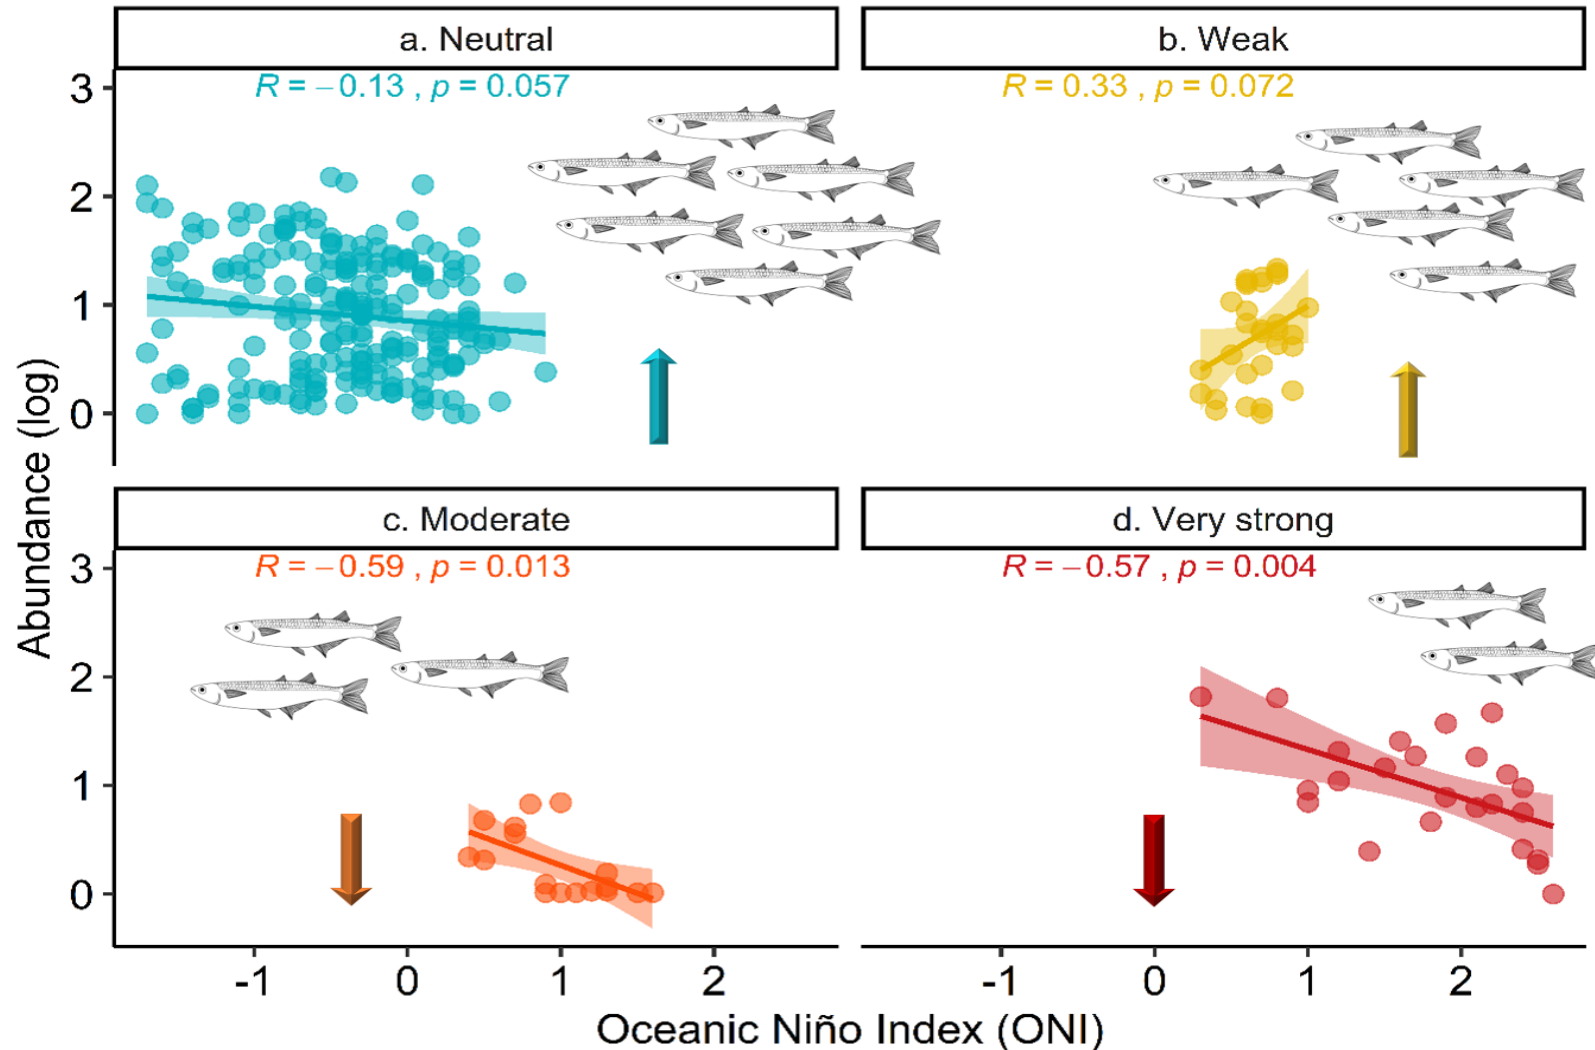 a. Neutral
b. Weak
R = −0.13 , p = 0.057
R = 0.33 , p = 0.072
3
2
1
0
Abundance (log)
c. Moderate
d. Very strong
R = −0.59 , p = 0.013
R = −0.57 , p = 0.004
3
2
1
0
-1 0 1 2
-1 0 1 2
Oceanic Niño Index (ONI)